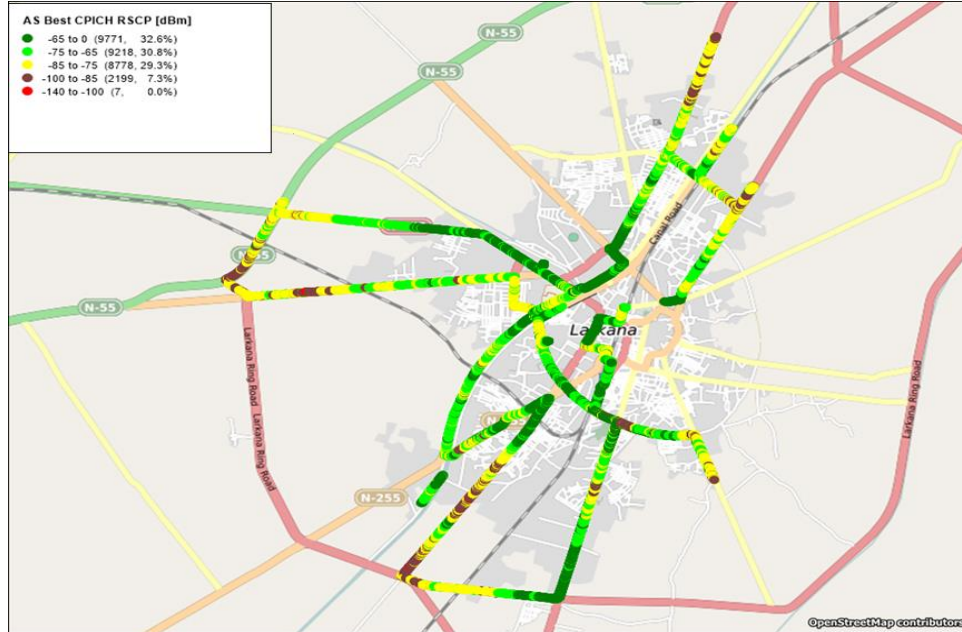 AS Best CPICH RSCP [dBm]
-65 to 0 (9771, 32.6%)
-75 to -65 (9218, 30.8%)
-85 to -75 (8778, 29.3%)
-100 to -85 (2199, 7.3%)
-140 to -100 (7, 0.0%)
N-55
N-55
Canal Road
N-55
N-55
Larkana
Larkana Ring Road
Larkana Ring Road
Larkana Ring Road
N-255
OpenStreetMap contributors